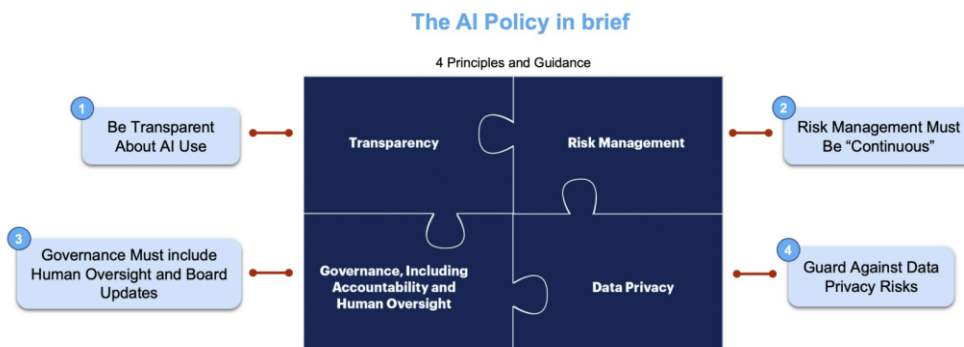 The AI Policy in brief
4 Principles and Guidance
1
Be Transparent
About AI Use
Transparency
Risk Management
2
Risk Management Must
Be “Continuous”
3
Governance Must include
Human Oversight and Board
Updates
Governance, Including
Accountability and
Human Oversight
Data Privacy
4
Guard Against Data
Privacy Risks